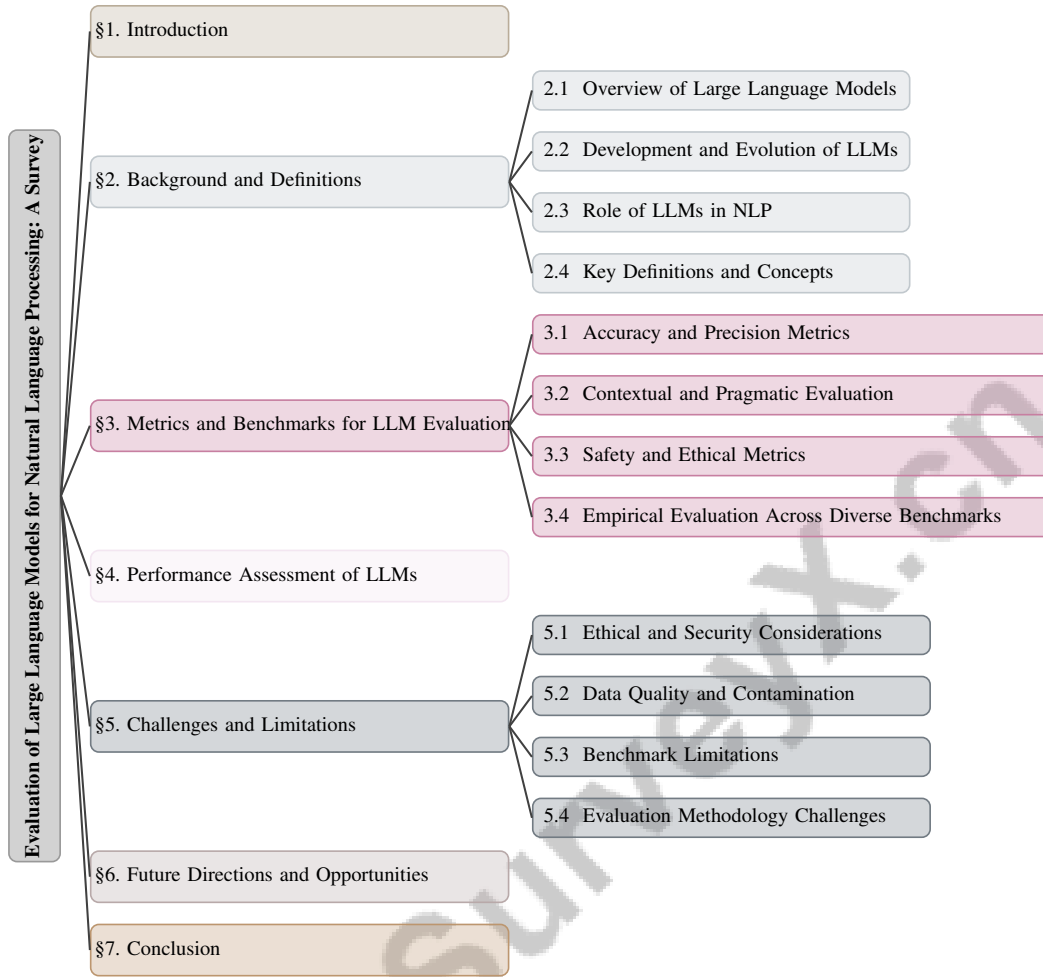 Evaluation of Large Language Models for Natural Language Processing: A Survey
§1. Introduction
§2. Background and Definitions
2.1 Overview of Large Language Models
2.2 Development and Evolution of LLMs
2.3 Role of LLMs in NLP
2.4 Key Definitions and Concepts
§3. Metrics and Benchmarks for LLM Evaluation
3.1 Accuracy and Precision Metrics
3.2 Contextual and Pragmatic Evaluation
3.3 Safety and Ethical Metrics
3.4 Empirical Evaluation Across Diverse Benchmarks
§4. Performance Assessment of LLMs
§5. Challenges and Limitations
5.1 Ethical and Security Considerations
5.2 Data Quality and Contamination
5.3 Benchmark Limitations
5.4 Evaluation Methodology Challenges
§6. Future Directions and Opportunities
§7. Conclusion
Surveyx.cn